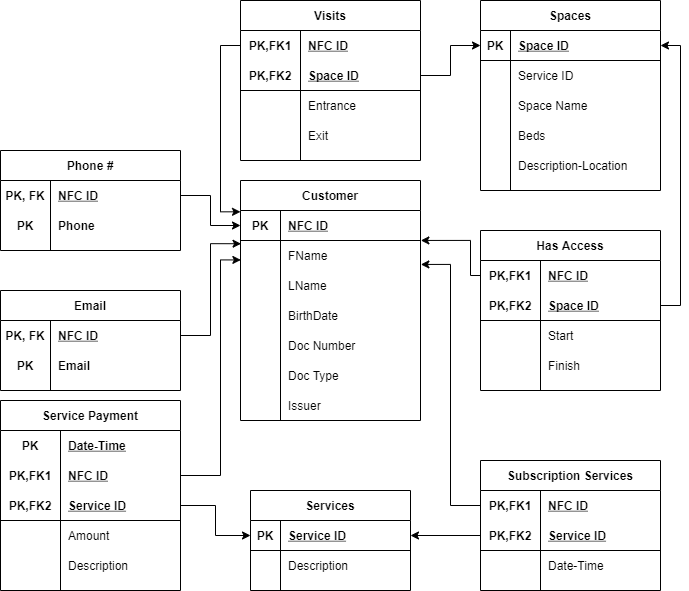 Visits
PK,FK1 NFC ID
PK,FK2 Space ID
Entrance
Exit
Spaces
PK Space ID
Service ID
Space Name
Beds
Description-Location
Phone #
PK, FK NFC ID
PK Phone
Customer
PK NFC ID
FName
LName
BirthDate
Doc Number
Doc Type
Issuer
Has Access
PK,FK1 NFC ID
PK,FK2 Space ID
Start
Finish
Email
PK, FK NFC ID
PK Email
Service Payment
PK Date-Time
PK,FK1 NFC ID
PK,FK2 Service ID
Amount
Description
Services
PK Service ID
Description
Subscription Services
PK,FK1 NFC ID
PK,FK2 Service ID
Date-Time